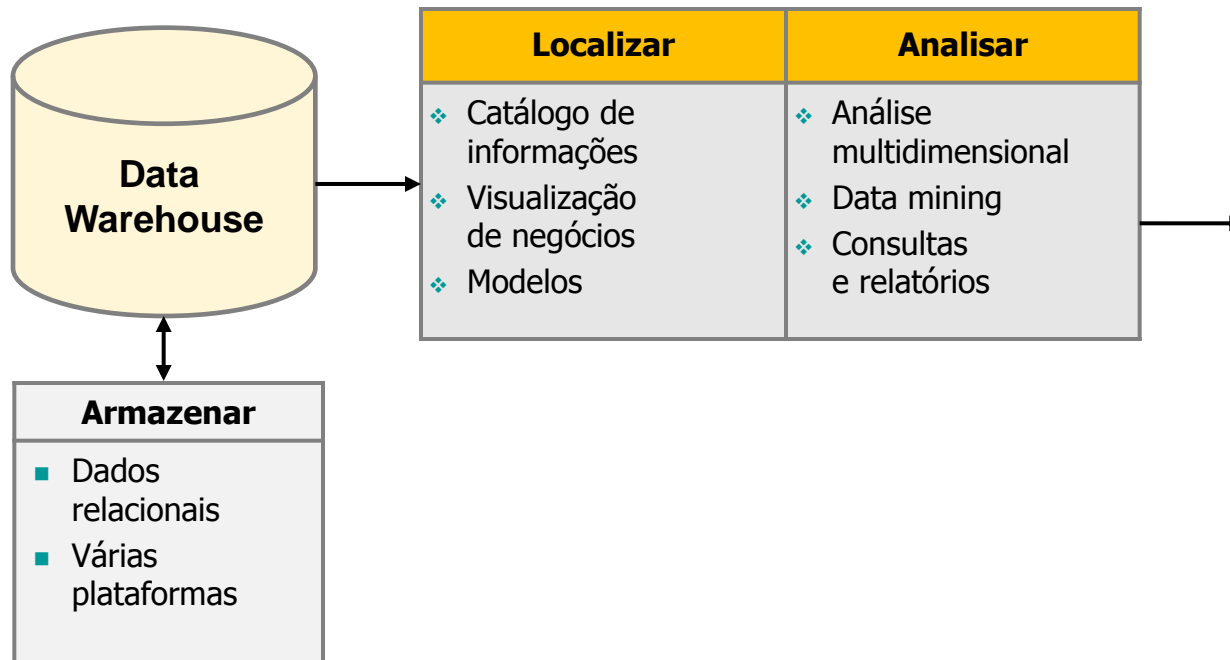 Data
Warehouse
Localizar
Catálogo de
informações
Visualização
de negócios
Modelos
Analisar
Análise
multidimensional
Data mining
Consultas
e relatórios
Armazenar
Dados
relacionais
Várias
plataformas